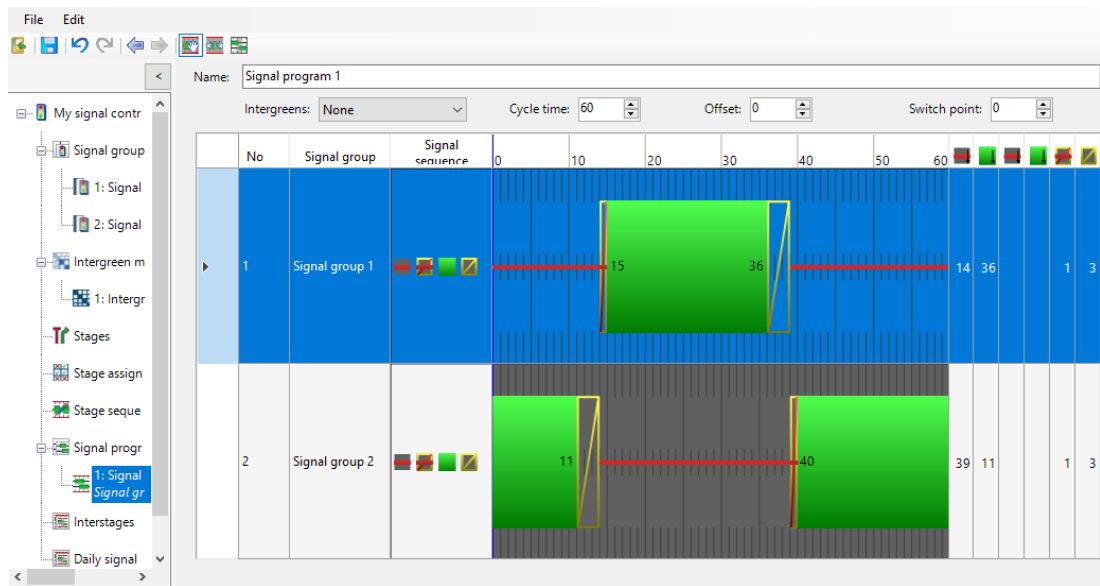 File Edit
<
Name: Signal program 1
My signal contr
Intergreens: None Cycle time: 60 Offset: 0 Switch point: 0
Signal group
No Signal group Signal sequence 0 10 20 30 40 50 60
1: Signal
2: Signal
Intergreen m
1 Signal group 1 15 36 14 36 1 3
1: Intergr
Stages
Stage assign
Stage seque
Signal progr
2 Signal group 2 11 40 39 11 1 3
1: Signal
Signal gr
Interstages
Daily signal
< >